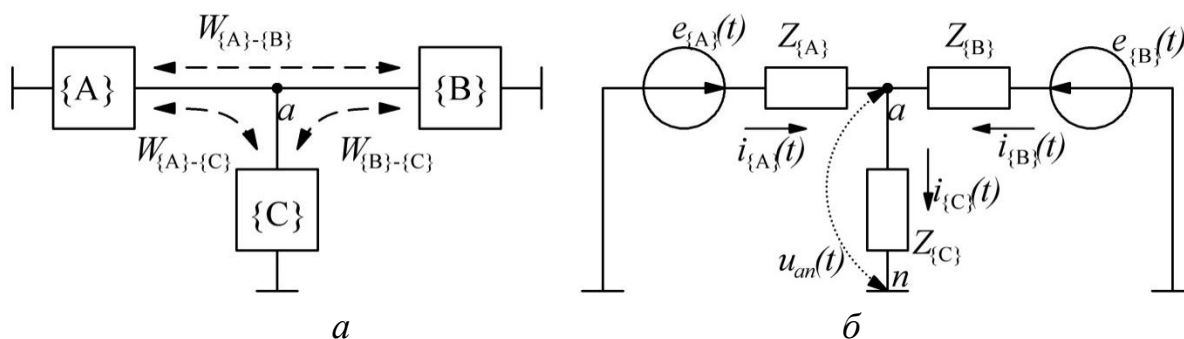 W{A}-{B}
{A}
{B}
a
W{A}-{C}
W{B}-{C}
{C}
а
e{A}(t)
Z{A}
Z{B}
e{B}(t)
a
i{A}(t)
i{B}(t)
i{C}(t)
Z{C}
uan(t)
n
б